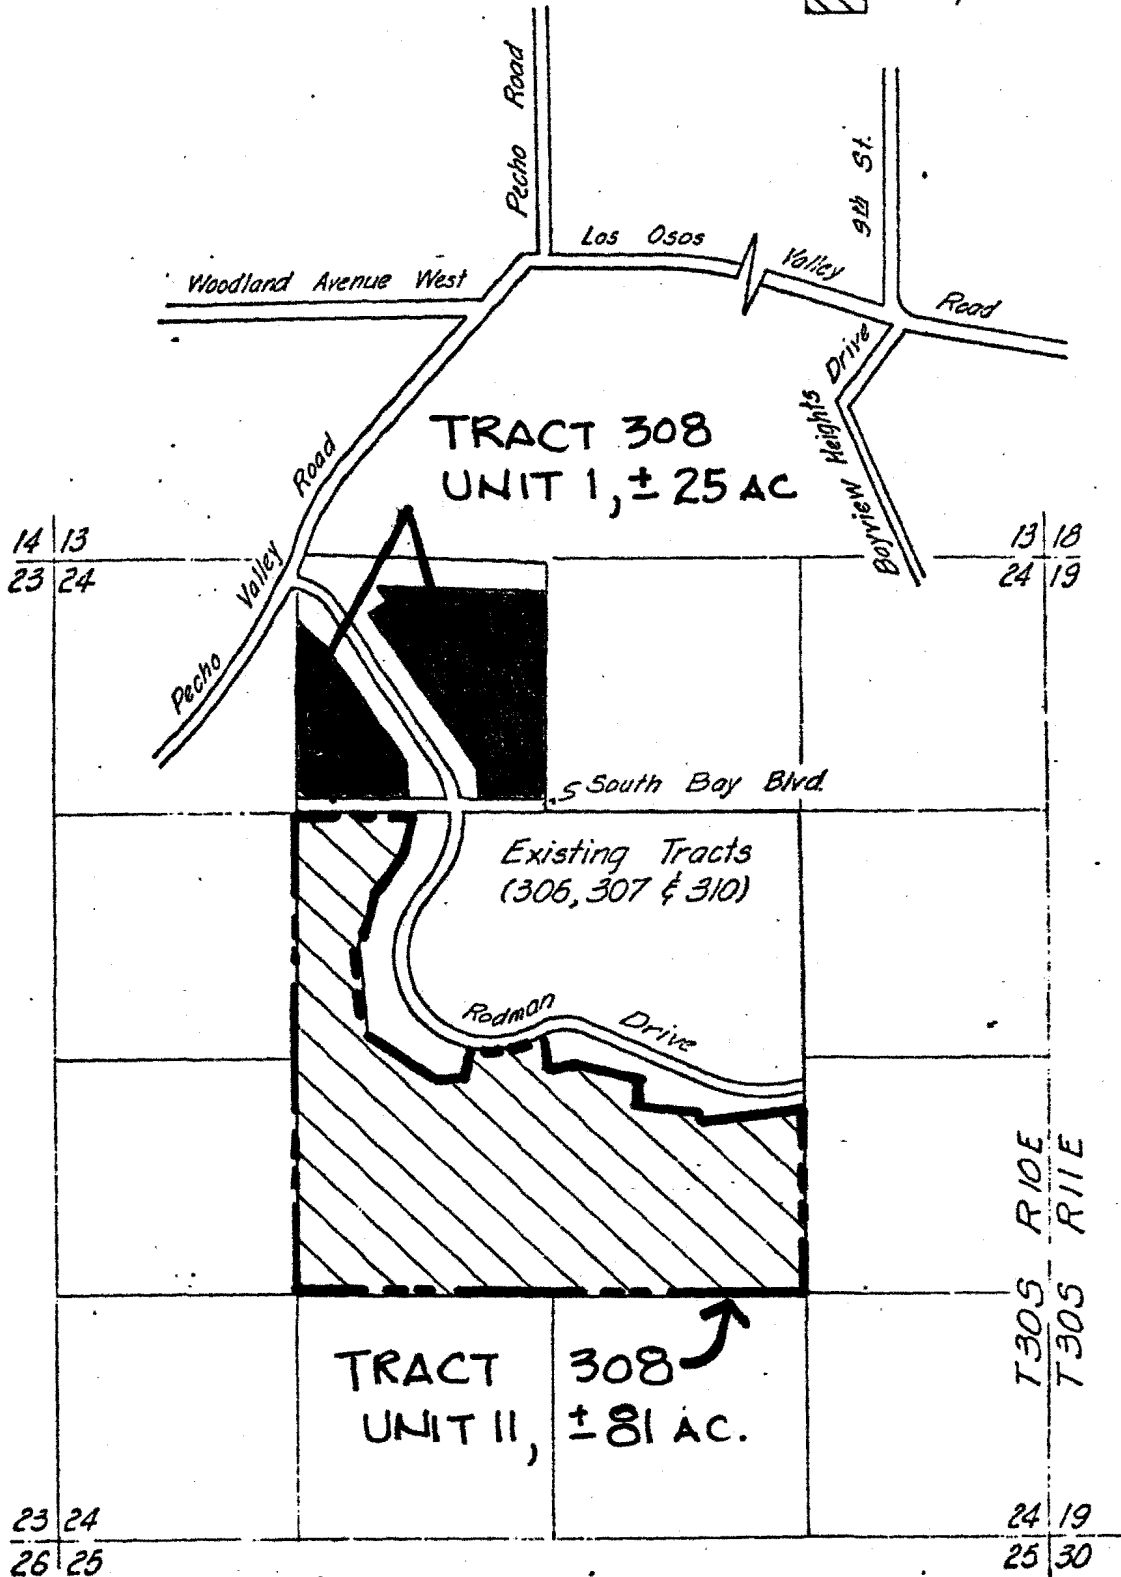 Pecho Road
9th St.
Los Osos Valley Road
Woodland Avenue West
Bayview Heights Drive
TRACT 308
UNIT I, ± 25 AC
Pecho Valley Road
14 13
23 24
13 18
24 19
S South Bay Blvd.
Existing Tracts
(306, 307 & 310)
Rodman Drive
T30S R10E
T30S R11E
TRACT 308
UNIT II, ±81 AC.
23 24
26 25
24 19
25 30